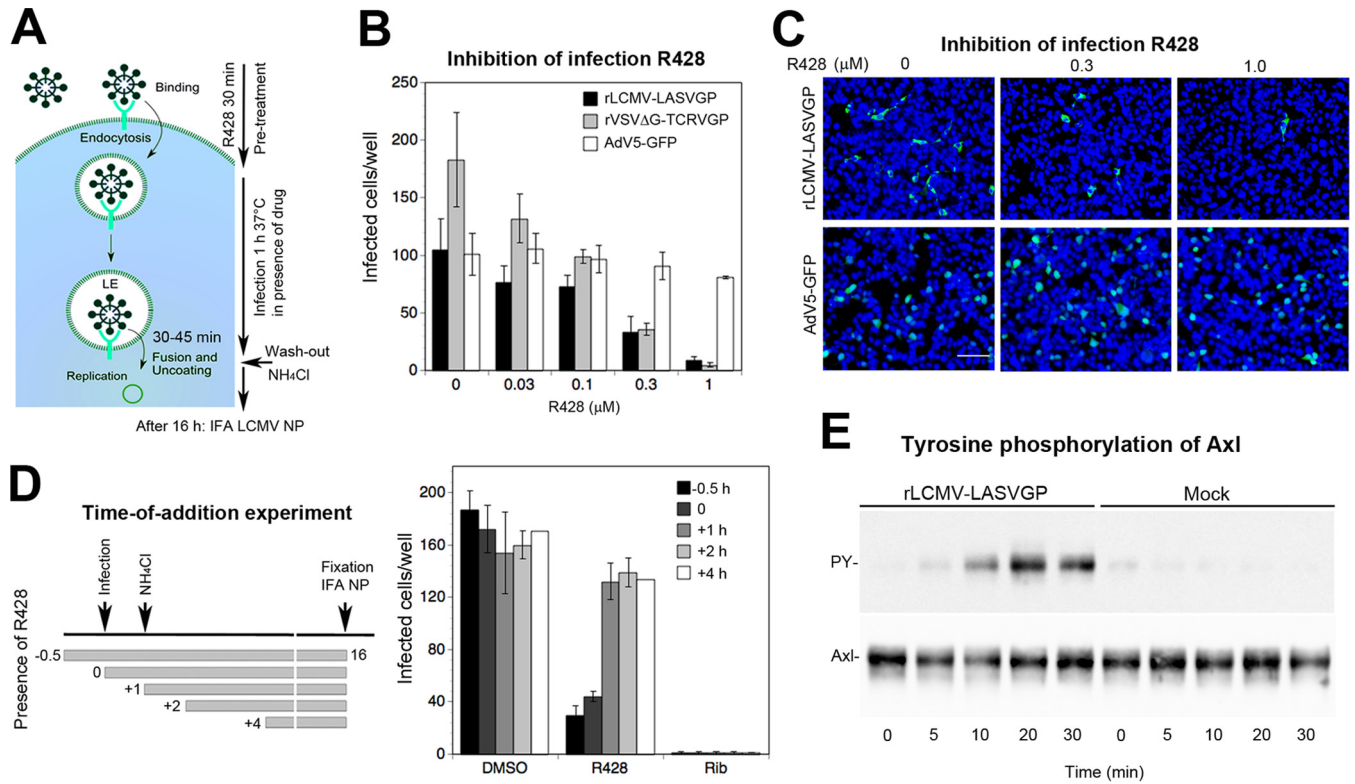 A
Binding
Endocytosis
LE
30-45 min
Fusion and
Uncoating
Replication
R428 30 min
Pre-treatment
Infection 1 h 37°C
in presence of drug
Wash-out
NH₄Cl
After 16 h: IFA LCMV NP
B
Inhibition of infection R428
Infected cells/well
250
200
150
100
50
0
rLCMV-LASVGP
rVSVΔG-TCRVGP
AdV5-GFP
0 0.03 0.1 0.3 1
R428 (µM)
C
Inhibition of infection R428
R428 (µM) 0 0.3 1.0
rLCMV-LASVGP
AdV5-GFP
D
Time-of-addition experiment
Infection
NH₄Cl
Fixation
IFA NP
Presence of R428
-0.5 16
0
+1
+2
+4
Infected cells/well
200
160
120
80
40
0
-0.5 h
0
+1 h
+2 h
+4 h
DMSO R428 Rib
E
Tyrosine phosphorylation of Axl
rLCMV-LASVGP Mock
PY-
Axl-
0 5 10 20 30 0 5 10 20 30
Time (min)